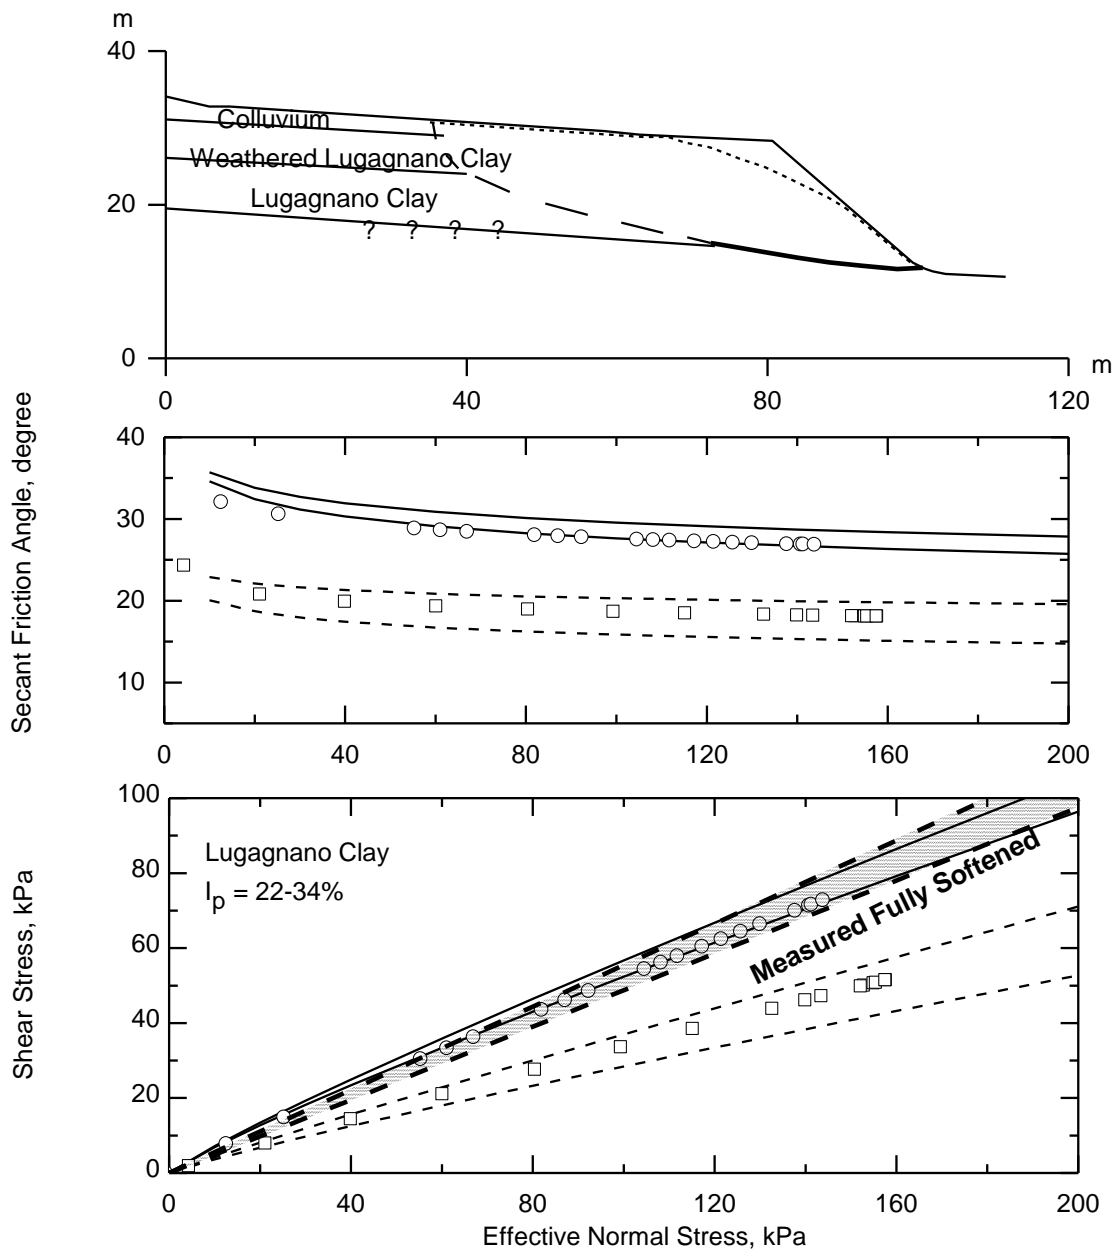 m
40
Colluvium
Weathered Lugagnano Clay
20
Lugagnano Clay
? ? ? ?
0
m
0 40 80 120
Secant Friction Angle, degree
40
30
20
10
0 40 80 120 160 200
Shear Stress, kPa
100
80
60
40
20
0
Lugagnano Clay
Ip = 22-34%
Measured Fully Softened
0 40 80 120 160 200
Effective Normal Stress, kPa